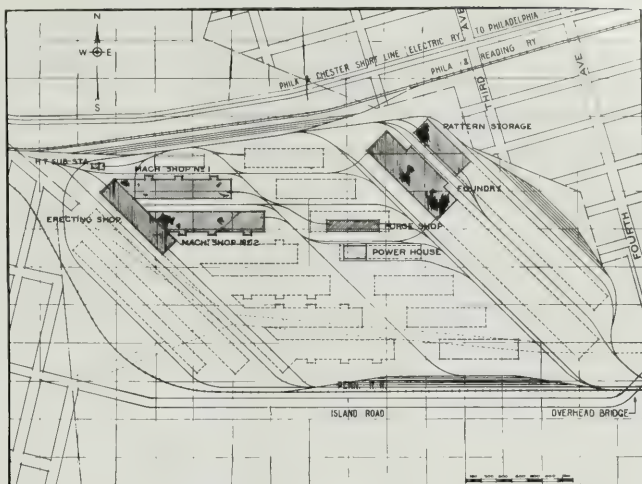 N
W E
S
PHILA & CHESTER SHORT LINE ELECTRIC RY TO PHILADELPHIA
PHILA & READING RY
THIRD AVE
AVE
FOURTH
PATTERN STORAGE
H.T. SUB. STA.
MACH. SHOP NO.1
FOUNDRY
ERECTING SHOP
FORGE SHOP
MACH. SHOP NO.2
POWER HOUSE
PENN. R.R.
ISLAND ROAD
OVERHEAD BRIDGE